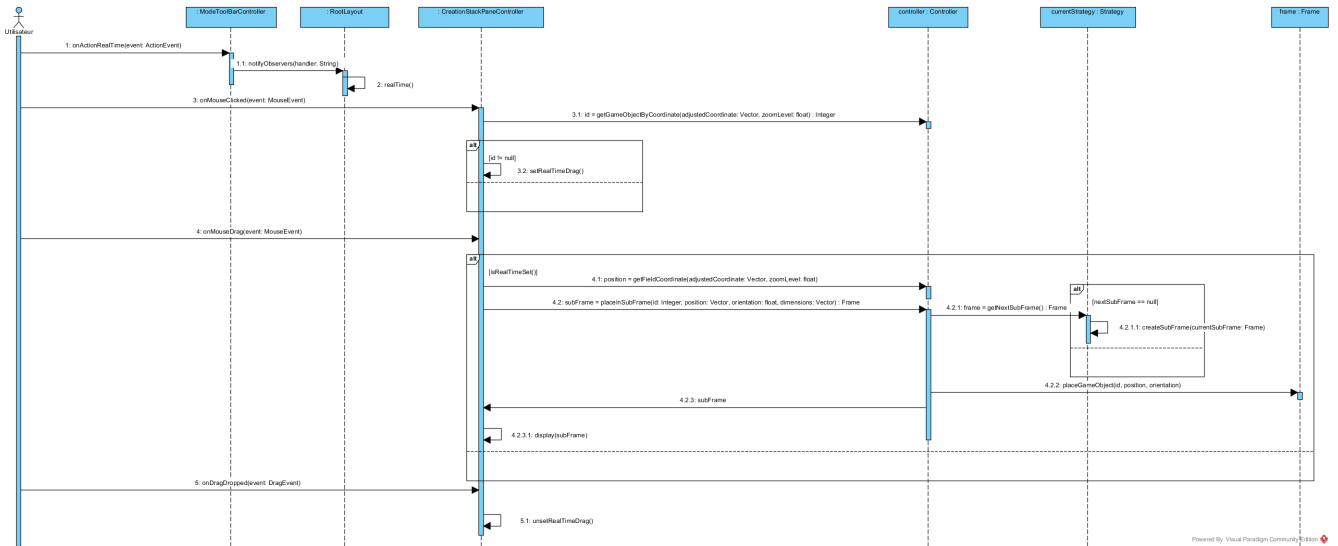 : ModeToolBarController
: RootLayout
: CreationStackPaneController
controller : Controller
currentStrategy : Strategy
frame : Frame
Utilisateur
1: onActionRealTime(event: ActionEvent)
1.1: notifyObservers(handler: String)
2: realTime()
3: onMouseClicked(event: MouseEvent)
3.1: id = getGameObjectByCoordinate(adjustedCoordinate: Vector, zoomLevel: float) : Integer
alt
[id != null]
3.2: setRealTimeDrag()
4: onMouseDrag(event: MouseEvent)
alt
[isRealTimeSet()]
4.1: position = getFieldCoordinate(adjustedCoordinate: Vector, zoomLevel: float)
alt
[nextSubFrame == null]
4.2: subFrame = placeInSubFrame(id: Integer, position: Vector, orientation: float, dimensions: Vector) : Frame
4.2.1: frame = getNextSubFrame() : Frame
4.2.1.1: createSubFrame(currentSubFrame: Frame)
4.2.2: placeGameObject(id, position, orientation)
4.2.3: subFrame
4.2.3.1: display(subFrame)
5: onDragDropped(event: DragEvent)
5.1: unsetRealTimeDrag()
Powered By Visual Paradigm Community Edition